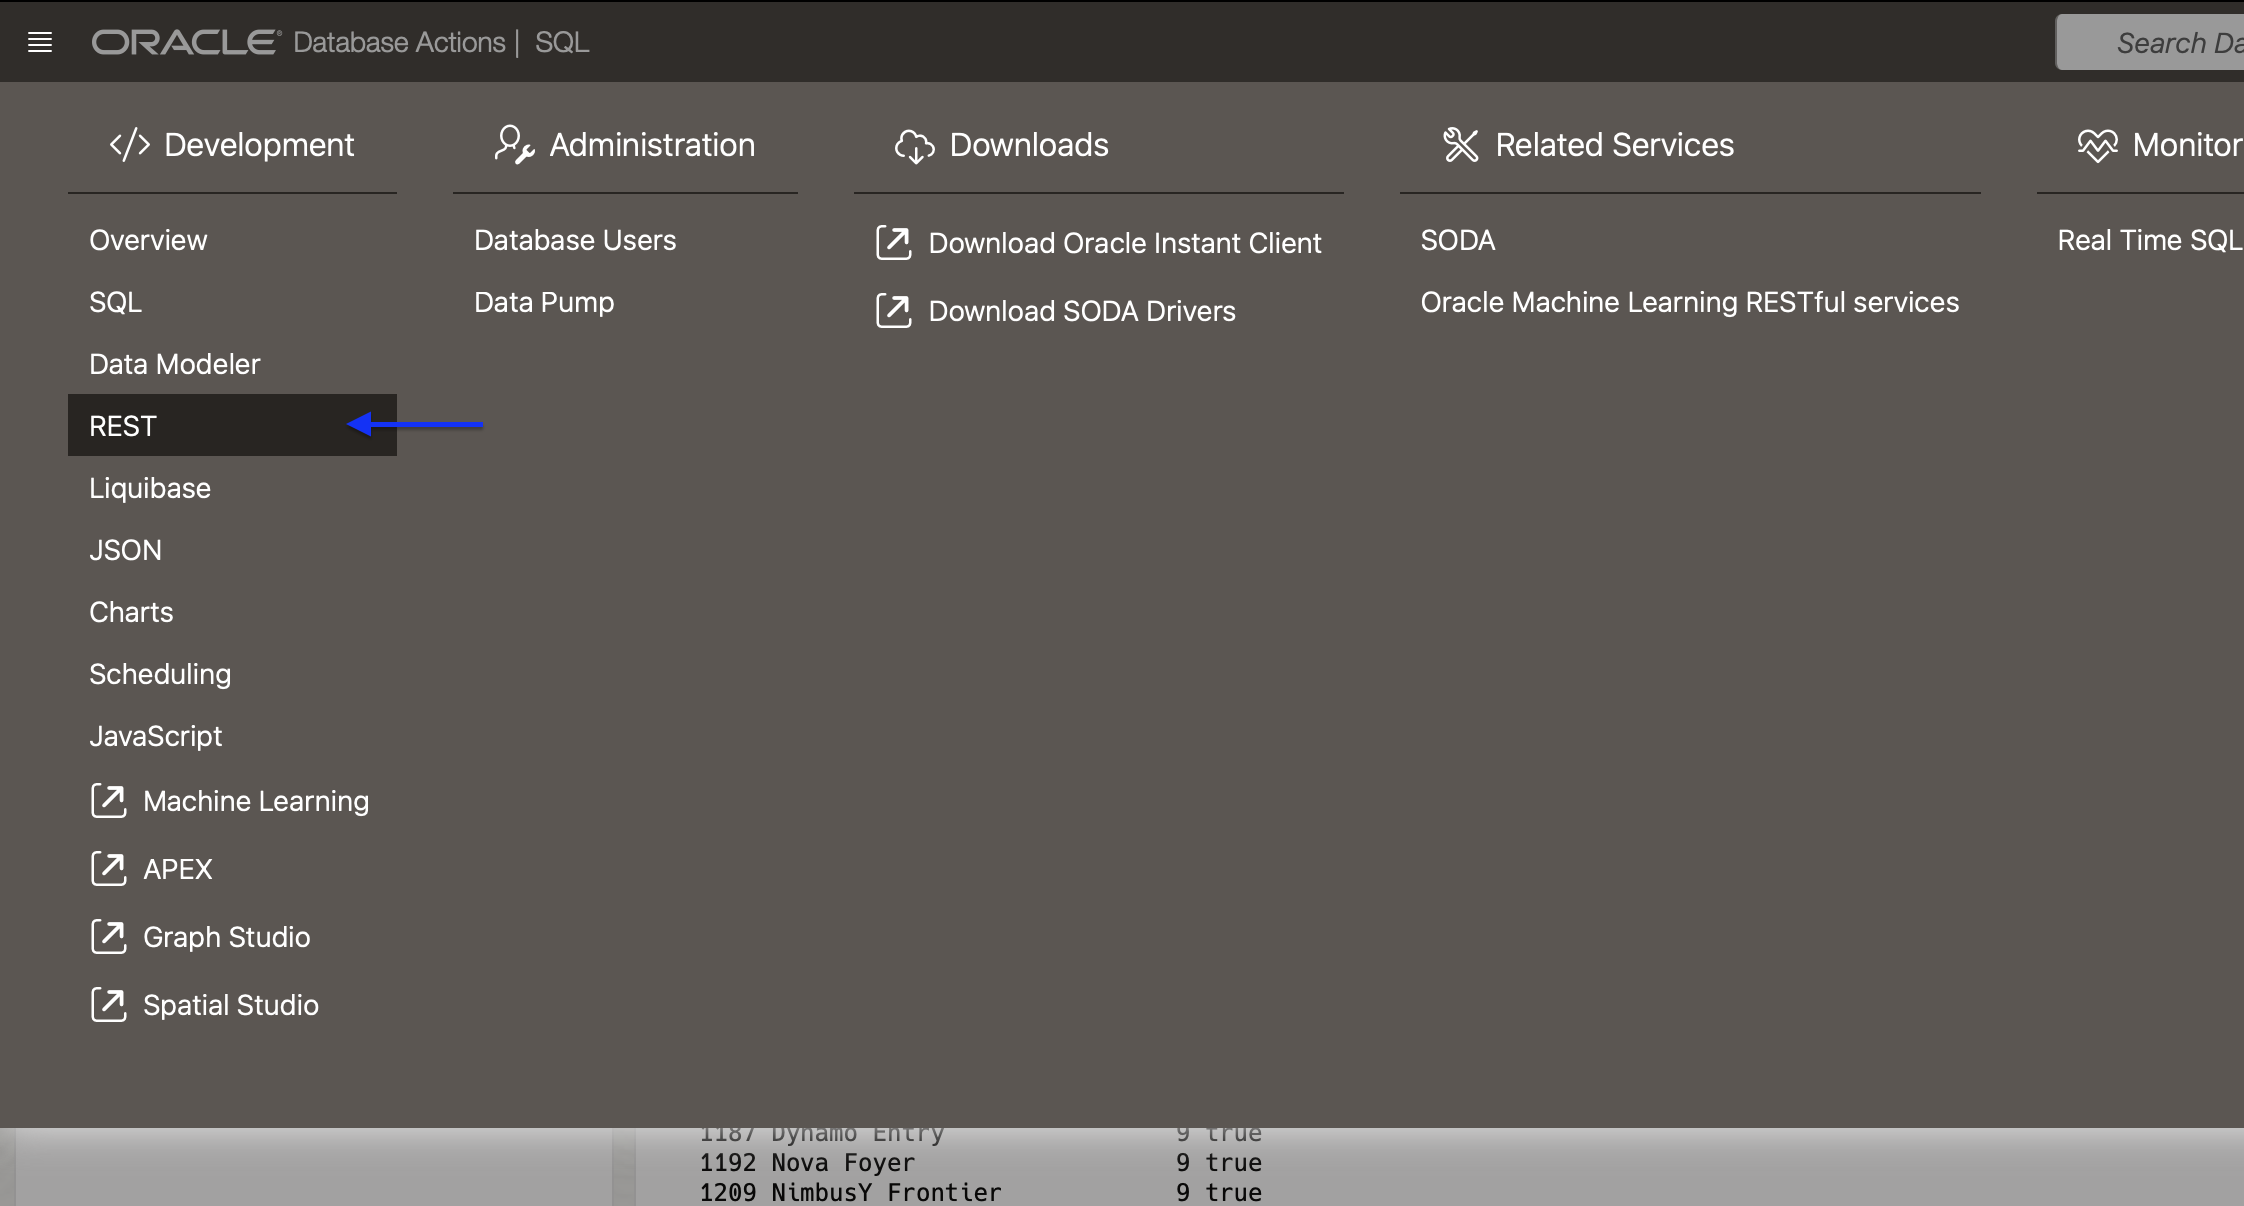 ORACLE® Database Actions | SQL
Search Da
Development
Overview
SQL
Data Modeler
REST
Liquibase
JSON
Charts
Scheduling
JavaScript
Machine Learning
APEX
Graph Studio
Spatial Studio
Administration
Database Users
Data Pump
Downloads
Download Oracle Instant Client
Download SODA Drivers
Related Services
SODA
Oracle Machine Learning RESTful services
Monitor
Real Time SQL
1187 Dynamo Entry 9 true
1192 Nova Foyer 9 true
1209 NimbusY Frontier 9 true